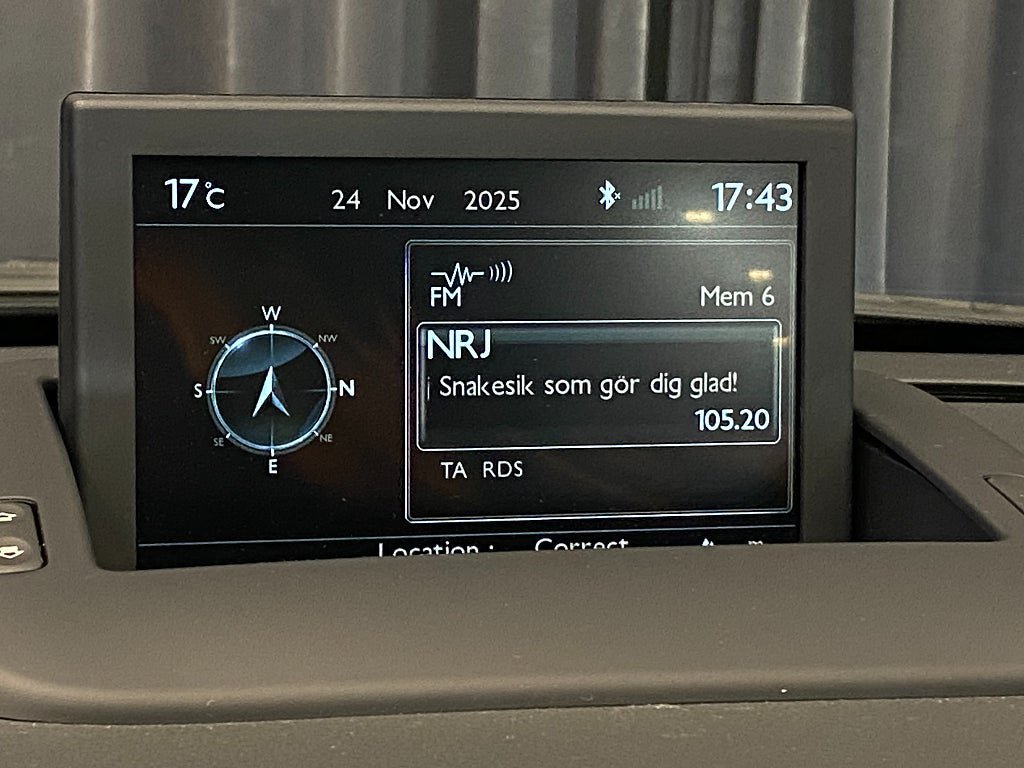 17°C 24 Nov 2025 17:43
FM
Mem 6
NRJ
Snakesik som gör dig glad!
105.20
TA RDS
W
SW NW
S N
SE NE
E
Location : Correct